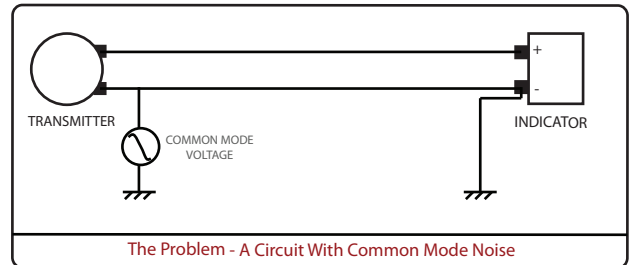 +
-
TRANSMITTER
INDICATOR
COMMON MODE
VOLTAGE
The Problem - A Circuit With Common Mode Noise